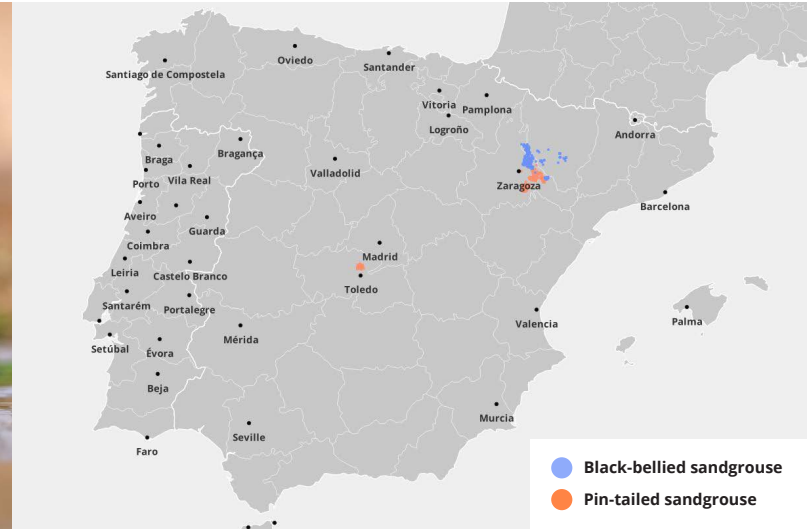 Oviedo
Santander
Santiago de Compostela
Vitoria
Pamplona
Logroño
Andorra
Braga
Bragança
Valladolid
Porto
Vila Real
Zaragoza
Barcelona
Aveiro
Guarda
Coimbra
Madrid
Leiria
Castelo Branco
Toledo
Santarém
Portalegre
Valencia
Palma
Setúbal
Évora
Mérida
Beja
Murcia
Seville
Faro
Black-bellied sandgrouse
Pin-tailed sandgrouse